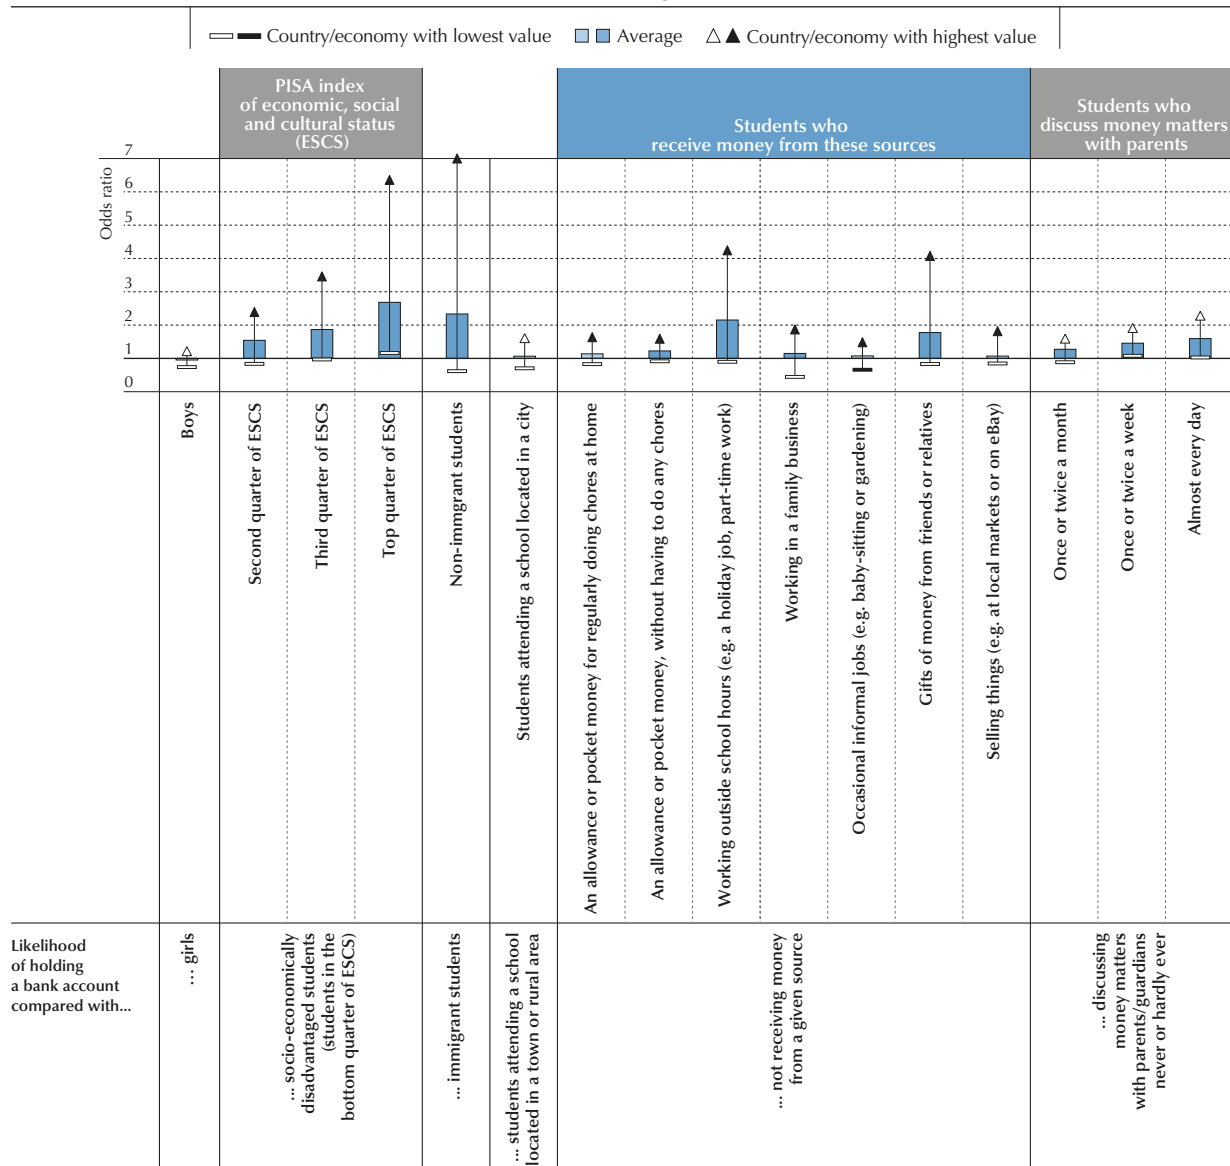 Country/economy with lowest value
Average
Country/economy with highest value
PISA index
of economic, social
and cultural status
(ESCS)
Students who
receive money from these sources
Students who
discuss money matters
with parents
Odds ratio
7
6
5
4
3
2
1
0
Boys
Second quarter of ESCS
Third quarter of ESCS
Top quarter of ESCS
Non-immgrant students
Students attending a school located in a city
An allowance or pocket money for regularly doing chores at home
An allowance or pocket money, without having to do any chores
Working outside school hours (e.g. a holiday job, part-time work)
Working in a family business
Occasional informal jobs (e.g. baby-sitting or gardening)
Gifts of money from friends or relatives
Selling things (e.g. at local markets or on eBay)
Once or twice a month
Once or twice a week
Almost every day
Likelihood
of holding
a bank account
compared with...
... girls
... socio-economically
disadvantaged students
(students in the
bottom quarter of ESCS)
... immigrant students
... students attending a school
located in a town or rural area
... not receiving money
from a given source
... discussing
money matters
with parents/guardians
never or hardly ever